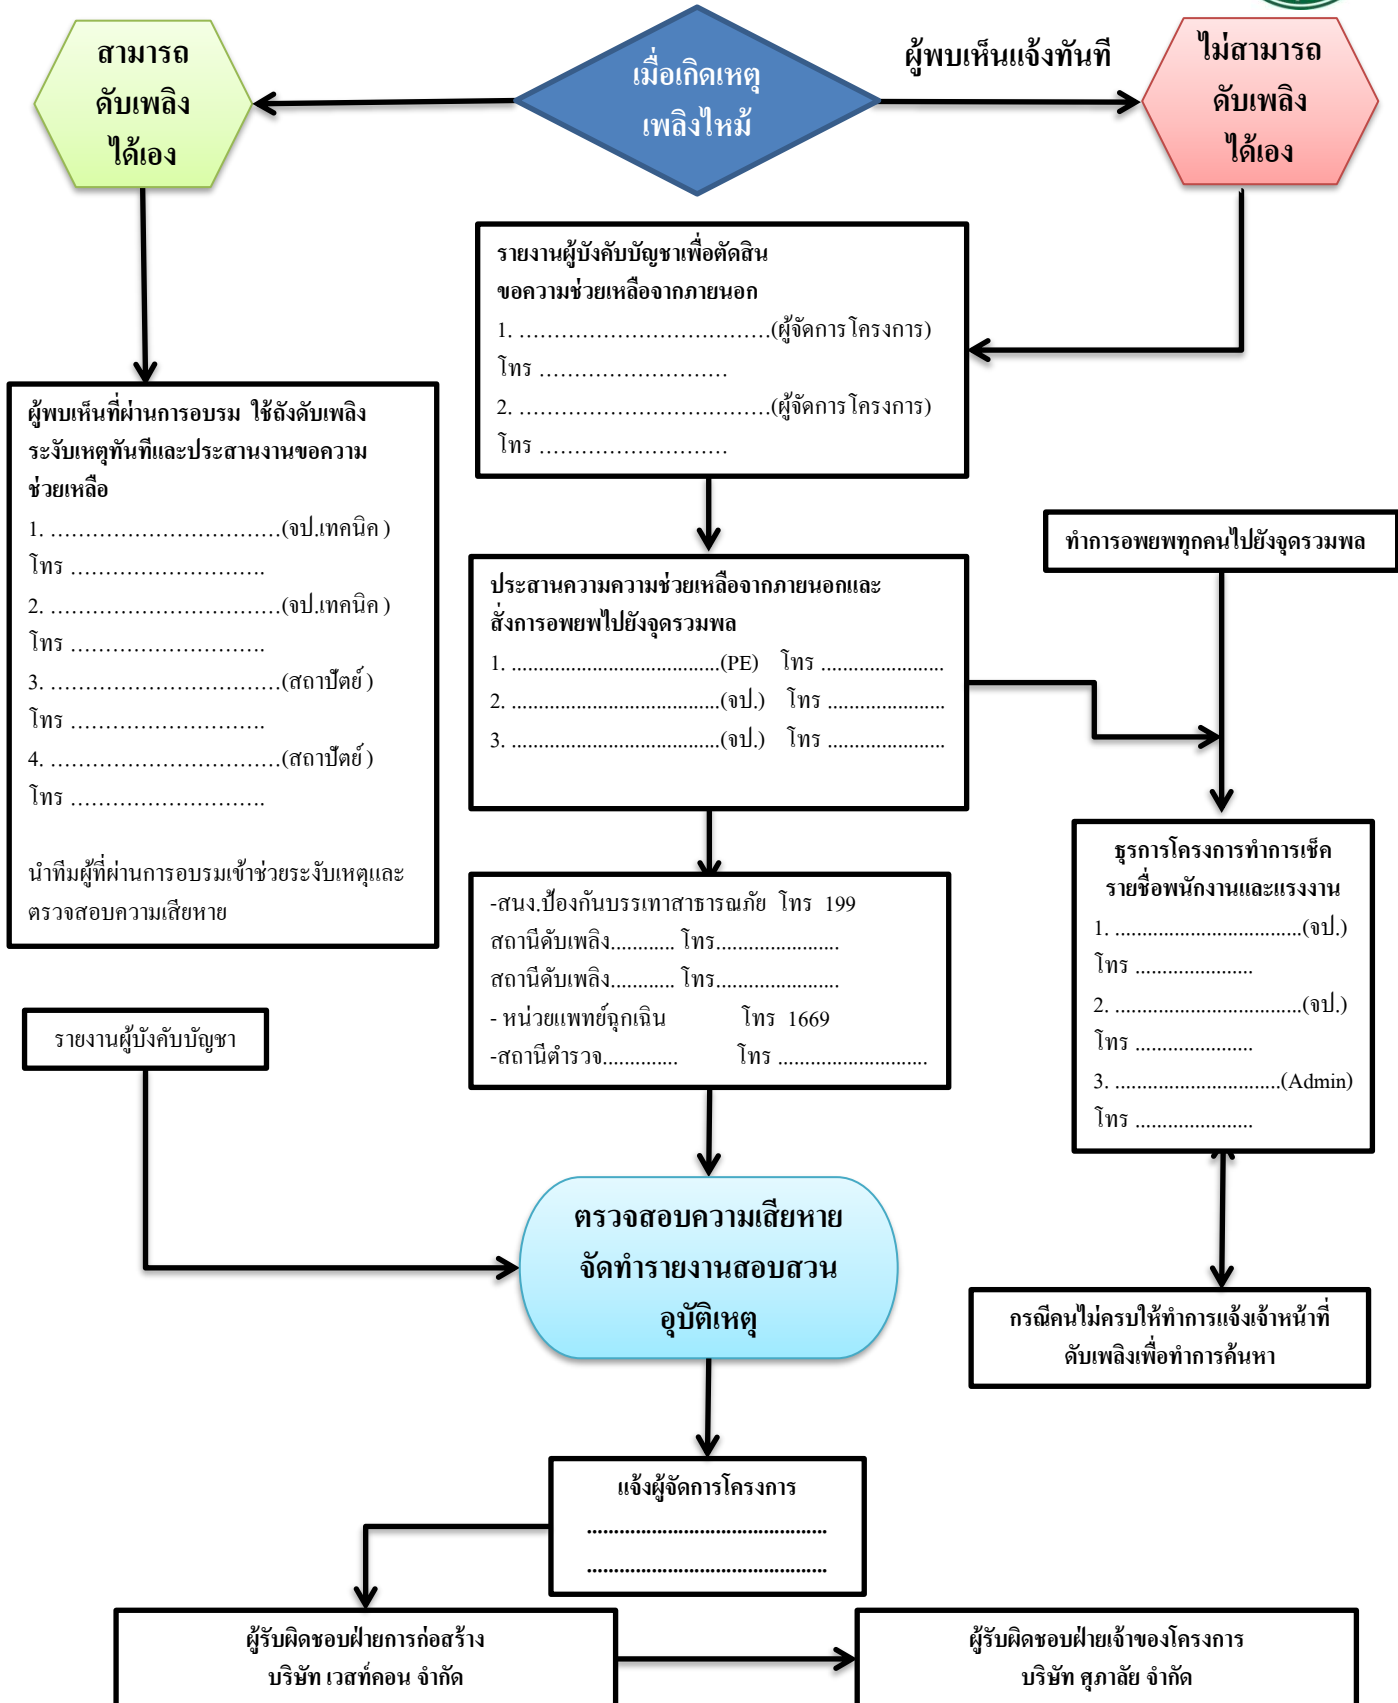 สามารถ
ดับเพลิง
ได้เอง
เมื่อเกิดเหตุ
เพลิงไหม้
ผู้พบเห็นแจ้งทันที
ไม่สามารถ
ดับเพลิง
ได้เอง
รายงานผู้บังคับบัญชาเพื่อตัดสิน
ขอความช่วยเหลือจากภายนอก
1. ....................................(ผู้จัดการโครงการ)
โทร ...........................
2. ....................................(ผู้จัดการโครงการ)
โทร ...........................
ผู้พบเห็นที่ผ่านการอบรม ใช้ถังดับเพลิง
ระงับเหตุทันทีและประสานงานขอความ
ช่วยเหลือ
1. .................................(จป.เทคนิค)
โทร ............................
2. .................................(จป.เทคนิค)
โทร ............................
3. .................................(สถาปัตย์)
โทร ............................
4. .................................(สถาปัตย์)
โทร ............................
นำทีมผู้ที่ผ่านการอบรมเข้าช่วยระงับเหตุและ
ตรวจสอบความเสียหาย
ทำการอพยพทุกคนไปยังจุดรวมพล
ประสานความความช่วยเหลือจากภายนอกและ
สั่งการอพยพไปยังจุดรวมพล
1. .......................................(PE) โทร .......................
2. .......................................(จป.) โทร ......................
3. .......................................(จป.) โทร ......................
ธุรการโครงการทำการเช็ค
รายชื่อพนักงานและแรงงาน
1. ...................................(จป.)
โทร ......................
2. ...................................(จป.)
โทร ......................
3. ...............................(Admin)
โทร ......................
-สนง.ป้องกันบรรเทาสาธารณภัย โทร 199
สถานีดับเพลิง............ โทร.......................
สถานีดับเพลิง............ โทร.......................
- หน่วยแพทย์ฉุกเฉิน โทร 1669
-สถานีตำรวจ.............. โทร ............................
รายงานผู้บังคับบัญชา
ตรวจสอบความเสียหาย
จัดทำรายงานสอบสวน
อุบัติเหตุ
กรณีคนไม่ครบให้ทำการแจ้งเจ้าหน้าที่
ดับเพลิงเพื่อทำการค้นหา
แจ้งผู้จัดการโครงการ
.............................................
.............................................
ผู้รับผิดชอบฝ่ายการก่อสร้าง
บริษัท เวสท์คอน จำกัด
ผู้รับผิดชอบฝ่ายเจ้าของโครงการ
บริษัท ศุภาลัย จำกัด